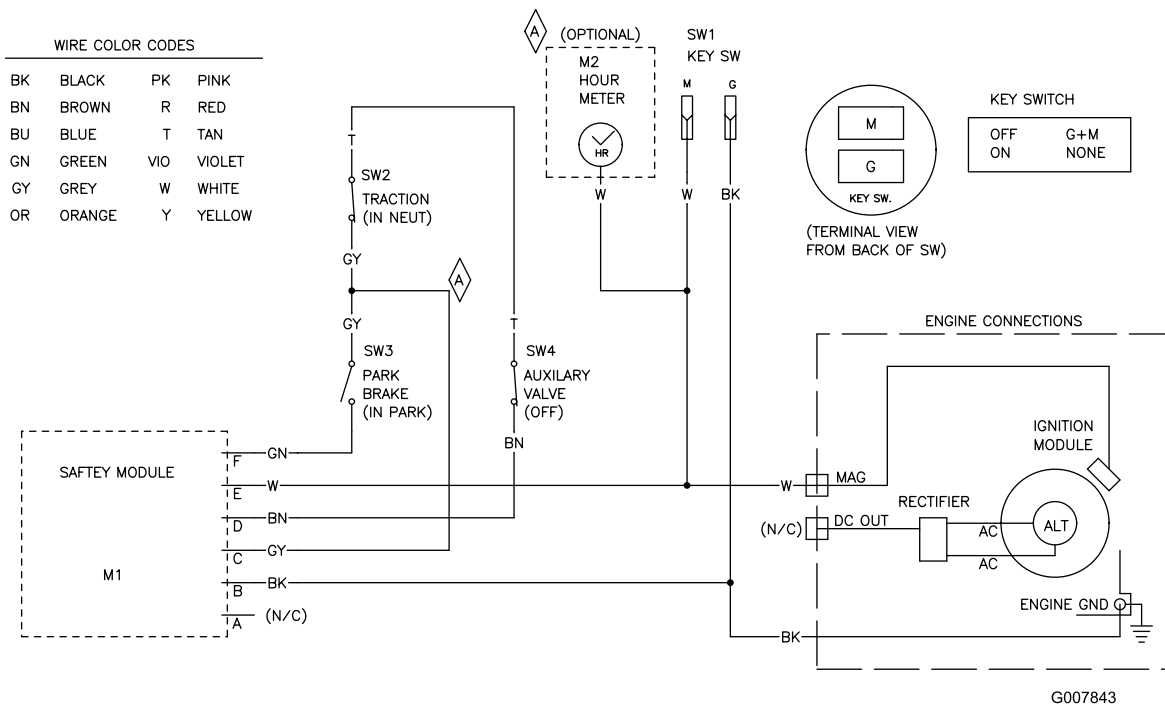 WIRE COLOR CODES
BK BLACK PK PINK
BN BROWN R RED
BU BLUE T TAN
GN GREEN VIO VIOLET
GY GREY W WHITE
OR ORANGE Y YELLOW
A
(OPTIONAL)
M2
HOUR
METER
HR
W
SW1
KEY SW
M G
W BK
M
G
KEY SW.
(TERMINAL VIEW
FROM BACK OF SW)
KEY SWITCH
OFF G+M
ON NONE
T
SW2
TRACTION
(IN NEUT)
GY
A
GY
SW3
PARK
BRAKE
(IN PARK)
T
SW4
AUXILARY
VALVE
(OFF)
BN
SAFTEY MODULE
M1
F GN
E W
D BN
C GY
B BK
A (N/C)
ENGINE CONNECTIONS
IGNITION
MODULE
W MAG
RECTIFIER
(N/C) DC OUT
AC
ALT
AC
ENGINE GND
BK
G007843